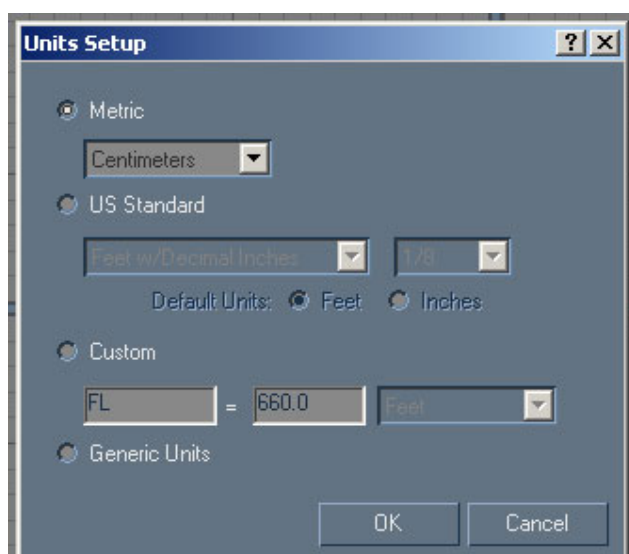 Units Setup
Metric
Centimeters
US Standard
Feet w/Decimal Inches 1/8
Default Units: Feet Inches
Custom
FL = 660.0 Feet
Generic Units
OK Cancel